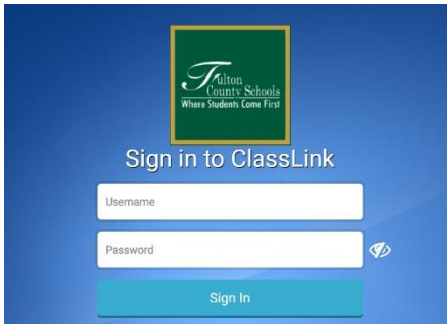 Fulton
County Schools
Where Students Come First
Sign in to ClassLink
Username
Password
Sign In